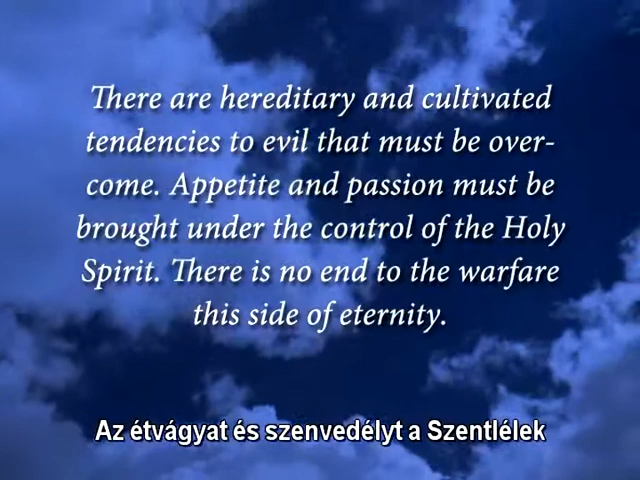 There are hereditary and cultivated
tendencies to evil that must be over-
come. Appetite and passion must be
brought under the control of the Holy
Spirit. There is no end to the warfare
this side of eternity.
Az étvágyat és szenvedélyt a Szentlélek